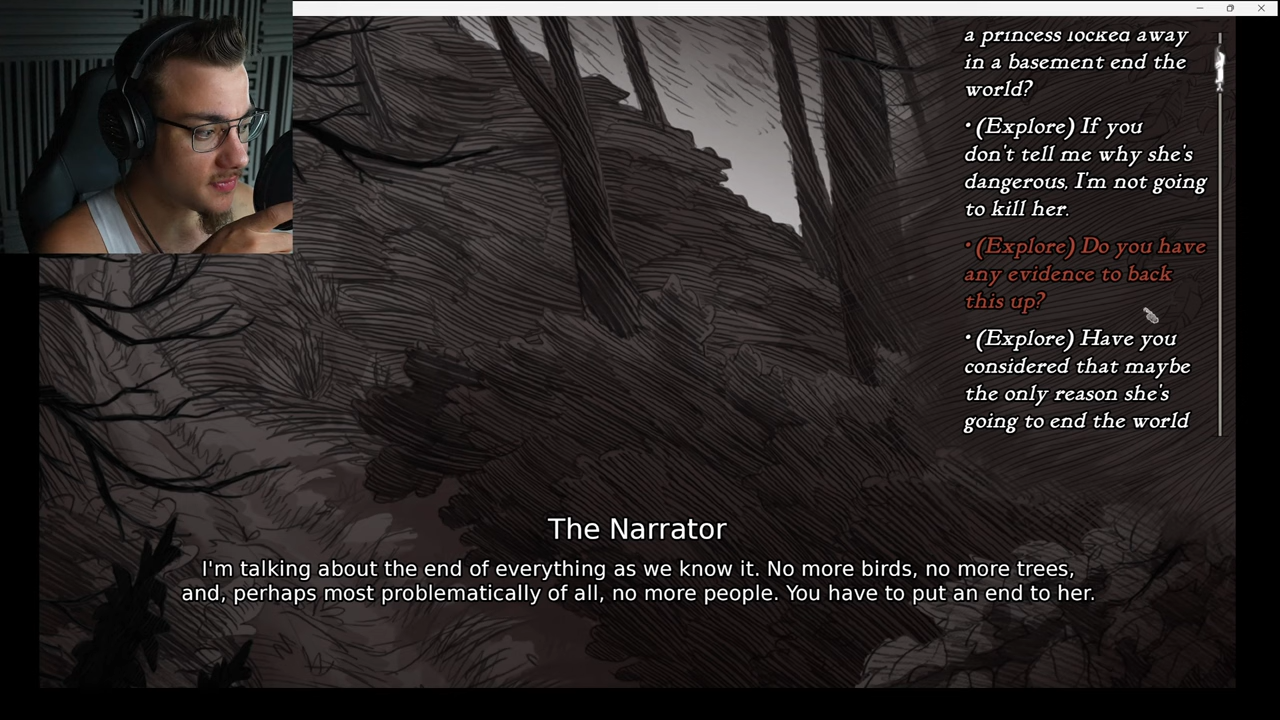 a princess locked away
in a basement end the
world?
• (Explore) If you
don't tell me why she's
dangerous, I'm not going
to kill her.
• (Explore) Do you have
any evidence to back
this up?
• (Explore) Have you
considered that maybe
the only reason she's
going to end the world
The Narrator
I'm talking about the end of everything as we know it. No more birds, no more trees,
and, perhaps most problematically of all, no more people. You have to put an end to her.